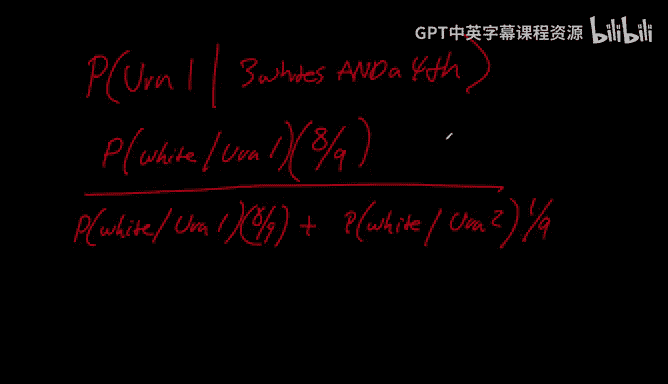 GPT中英字幕课程资源 bilibili
P(Urn 1 | 3 whites AND a 4th)
P(white/Urn 1)(8/9)
P(white/Urn 1)(8/9) + P(white/Urn 2) 1/9